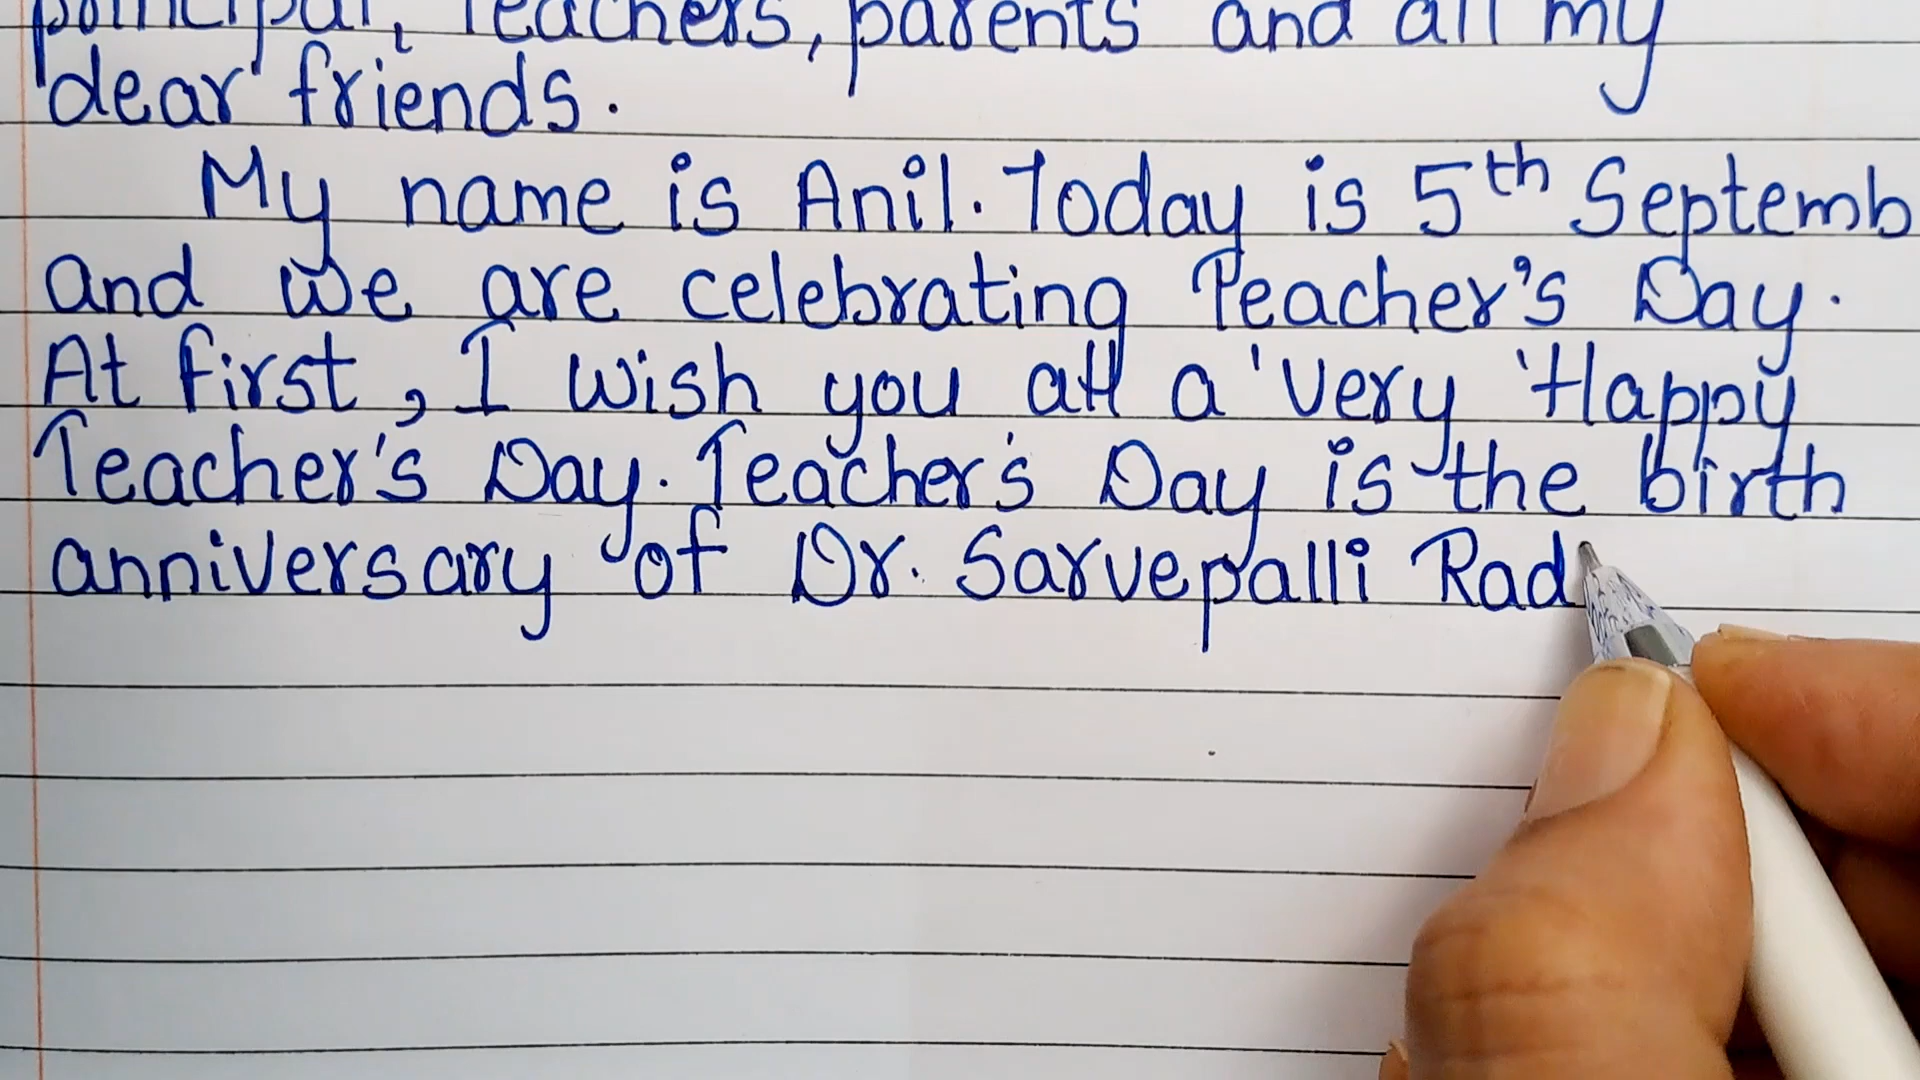 principal, teachers, parents and all my
dear friends.
My name is Anil. Today is 5th Septemb
and we are celebrating Teacher's Day.
At first, I wish you all a very Happy
Teacher's Day. Teacher's Day is the birth
anniversary of Dr. Sarvepalli Rad